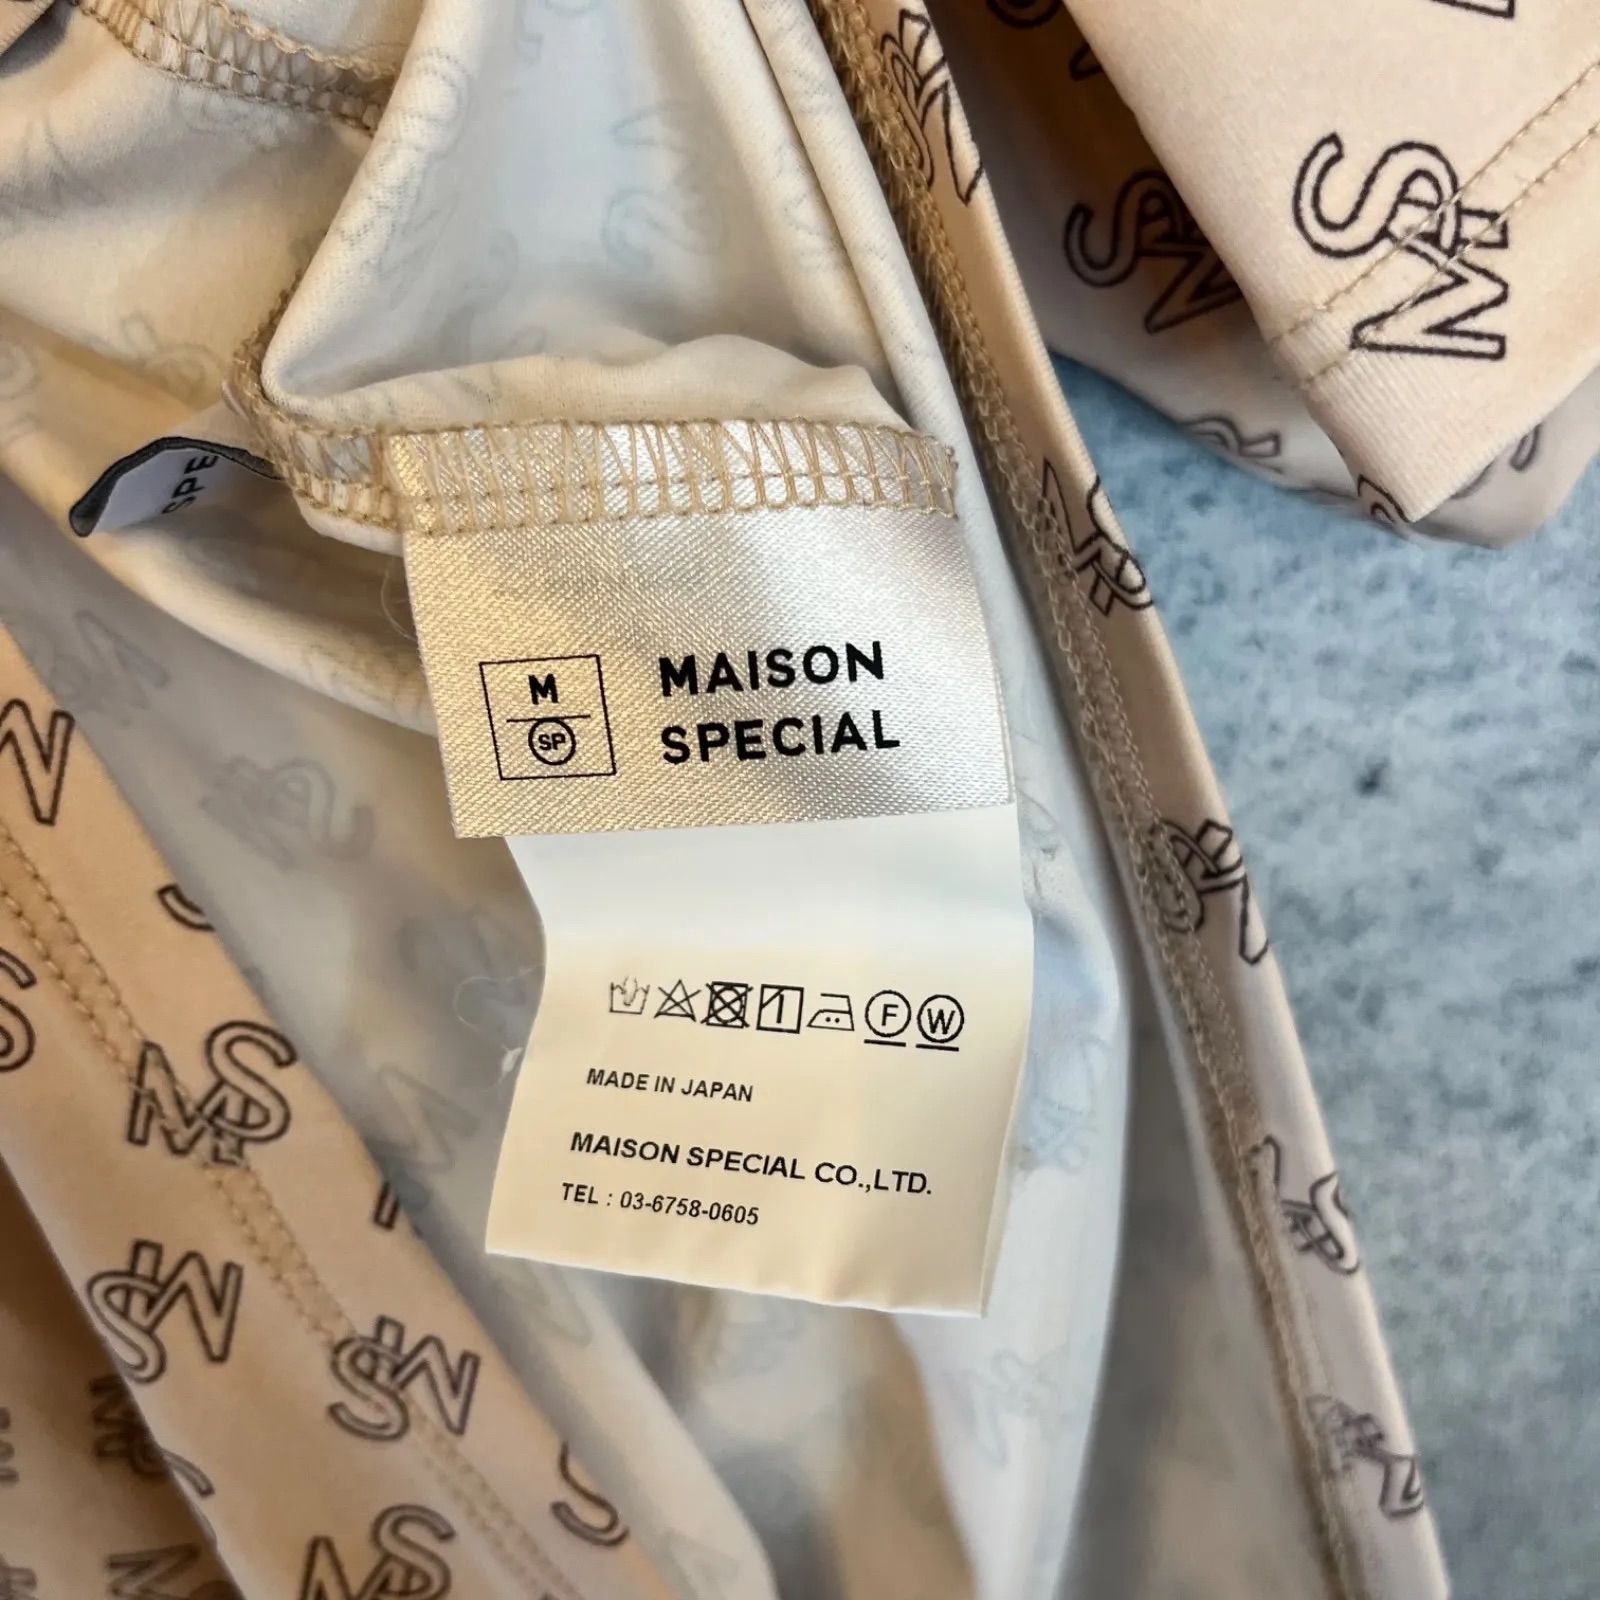 SPE
M
SP
MAISON
SPECIAL
F W
MADE IN JAPAN
MAISON SPECIAL CO.,LTD.
TEL : 03-6758-0605